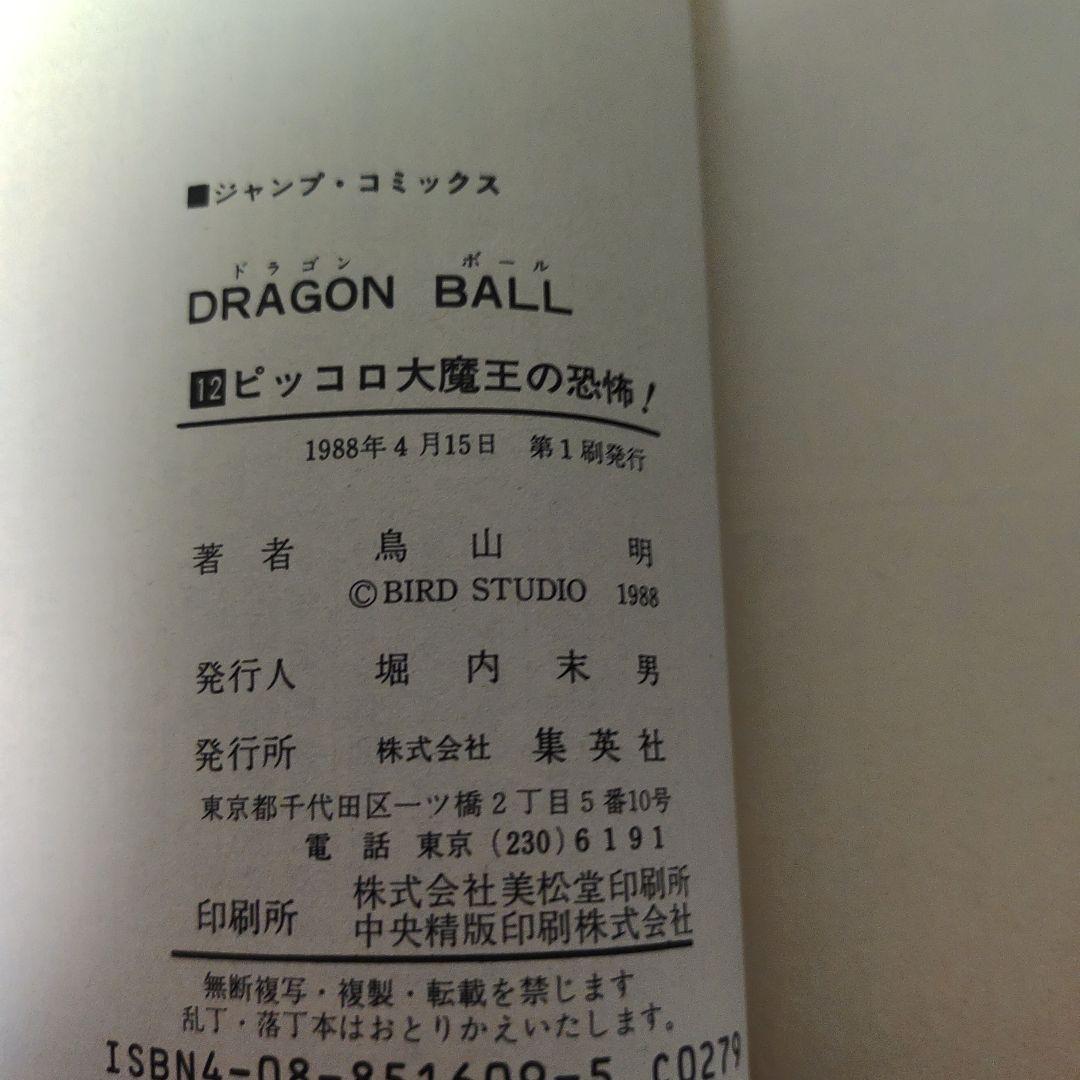 ■ジャンプ・コミックス
ドラゴン ボール
DRAGON BALL
12ピッコロ大魔王の恐怖!
1988年4月15日 第1刷発行
著者 鳥山明
©BIRD STUDIO 1988
発行人 堀内末男
発行所 株式会社 集英社
東京都千代田区一ツ橋2丁目5番10号
電話 東京(230)6191
印刷所 株式会社美松堂印刷所
中央精版印刷株式会社
無断複写・複製・転載を禁じます
乱丁・落丁本はおとりかえいたします。
ISBN4-08-851609-5 C0279